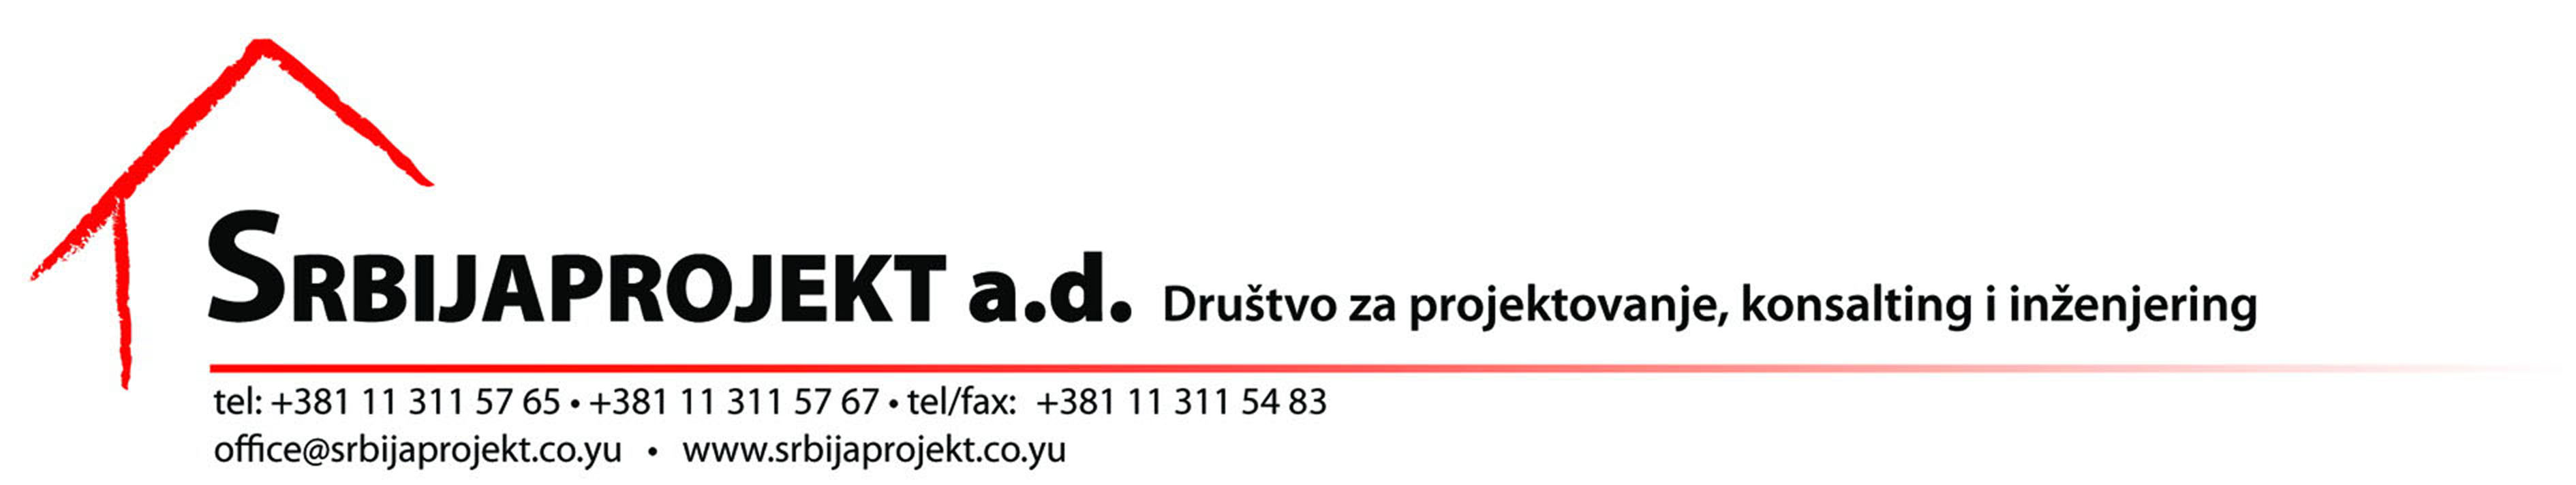 SRBIJAPROJEKT a.d. Društvo za projektovanje, konsalting i inženjering
tel: +381 11 311 57 65 • +381 11 311 57 67 • tel/fax: +381 11 311 54 83
office@srbijaprojekt.co.yu • www.srbijaprojekt.co.yu